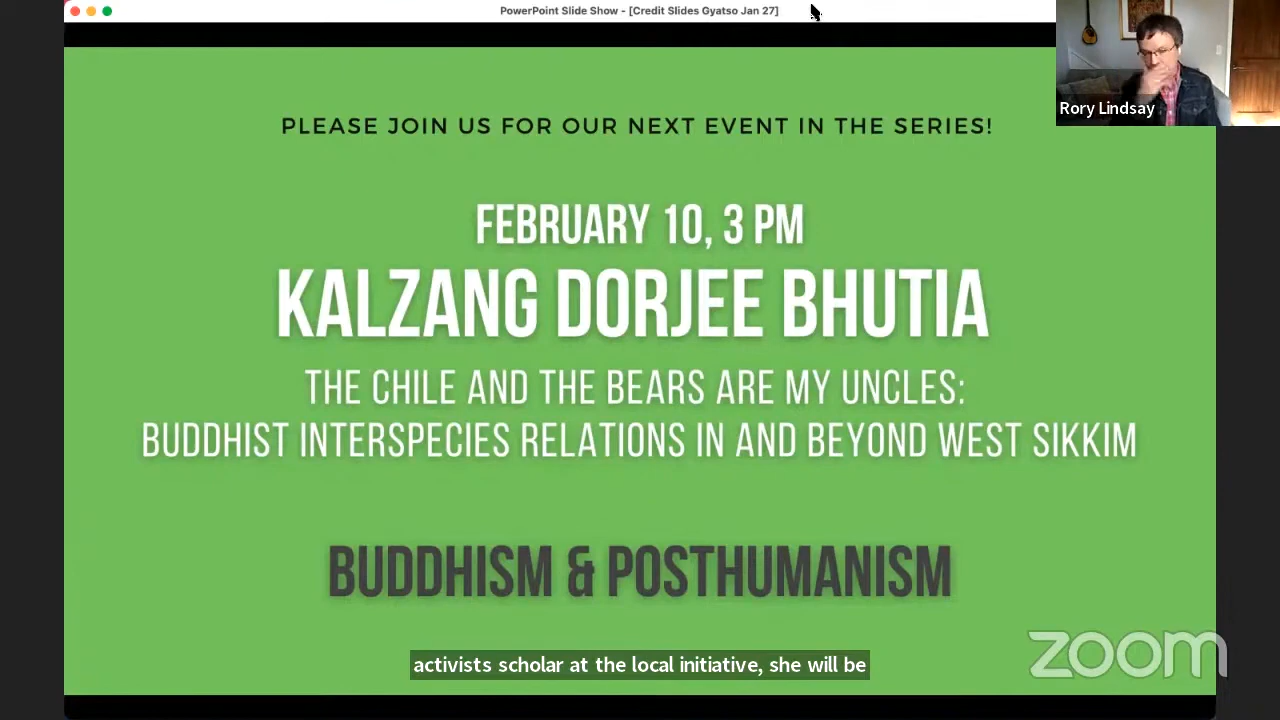 PowerPoint Slide Show - [Credit Slides Gyatso Jan 27]
Rory Lindsay
PLEASE JOIN US FOR OUR NEXT EVENT IN THE SERIES!
FEBRUARY 10, 3 PM
KALZANG DORJEE BHUTIA
THE CHILE AND THE BEARS ARE MY UNCLES:
BUDDHIST INTERSPECIES RELATIONS IN AND BEYOND WEST SIKKIM
BUDDHISM & POSTHUMANISM
activists scholar at the local initiative, she will be
zoom